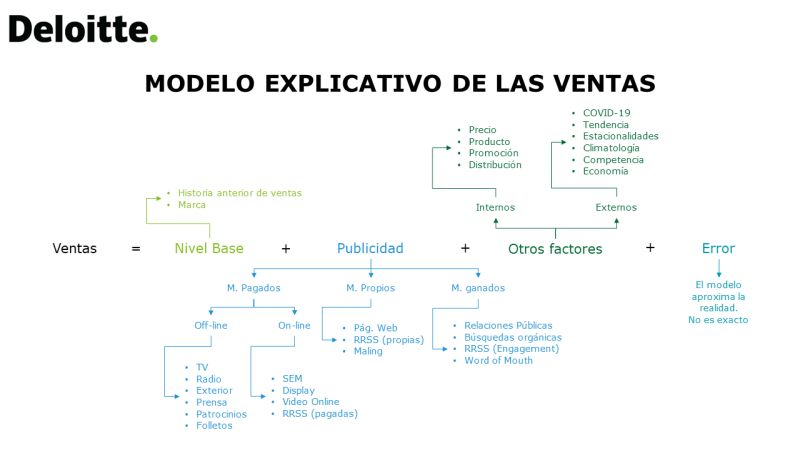 Deloitte.
MODELO EXPLICATIVO DE LAS VENTAS
• Precio
• Producto
• Promoción
• Distribución
• COVID-19
• Tendencia
• Estacionalidades
• Climatología
• Competencia
• Economía
• Historia anterior de ventas
• Marca
Internos
Externos
Ventas = Nivel Base + Publicidad + Otros factores + Error
M. Pagados
M. Propios
M. ganados
El modelo
aproxima la
realidad.
No es exacto
Off-line
On-line
• Pág. Web
• RRSS (propias)
• Maling
• Relaciones Públicas
• Búsquedas orgánicas
• RRSS (Engagement)
• Word of Mouth
• TV
• Radio
• Exterior
• Prensa
• Patrocinios
• Folletos
• SEM
• Display
• Video Online
• RRSS (pagadas)